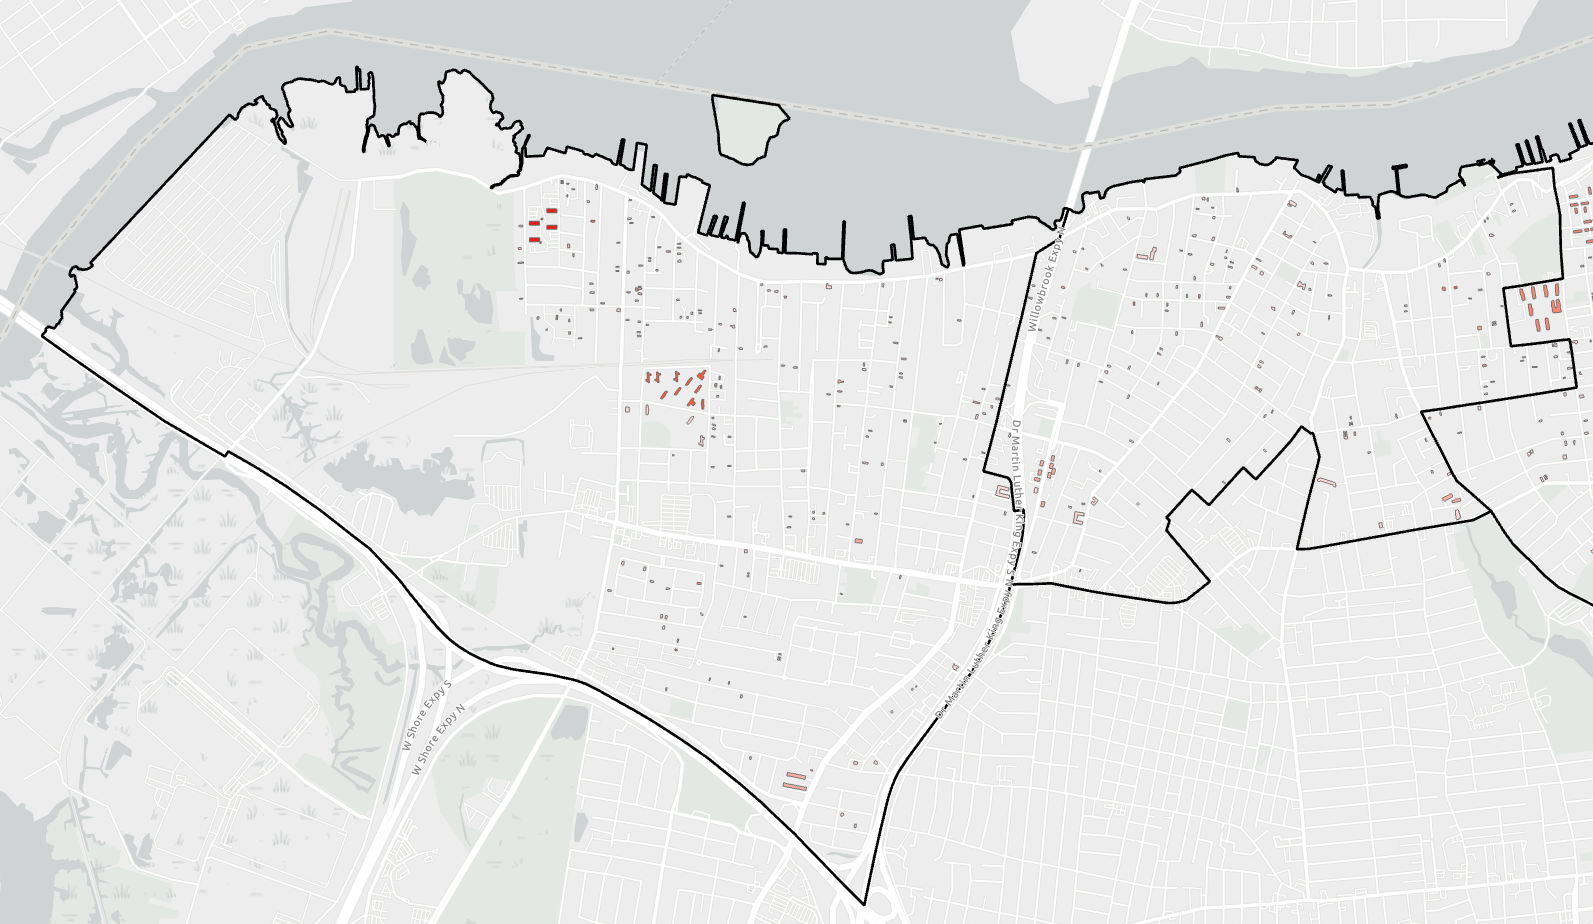 Willowbrook Expy N
Dr Martin Luther King Expy S
Dr Martin Luther King Expy N
W Shore Expy S
W Shore Expy N